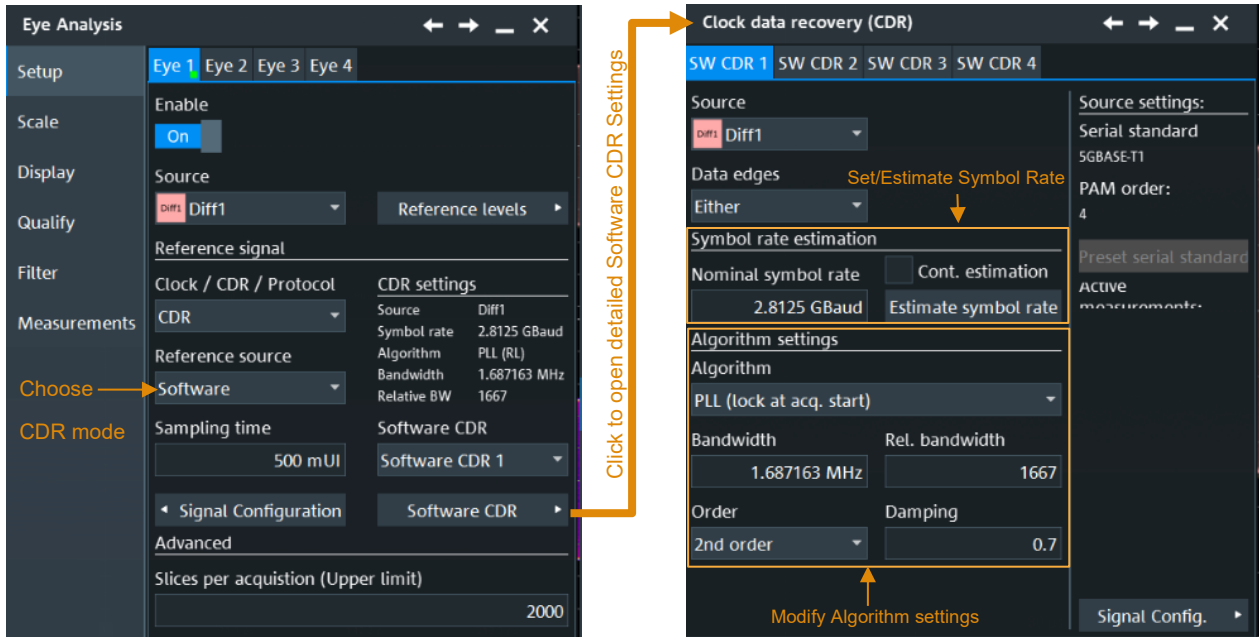 Eye Analysis
Setup
Scale
Display
Qualify
Filter
Measurements
Choose
CDR mode
Eye 1 Eye 2 Eye 3 Eye 4
Enable
On
Source
Diff1 Diff1
Reference levels
Reference signal
Clock / CDR / Protocol
CDR
Reference source
Software
CDR settings
Source Diff1
Symbol rate 2.8125 GBaud
Algorithm PLL (RL)
Bandwidth 1.687163 MHz
Relative BW 1667
Sampling time
500 mUI
Software CDR
Software CDR 1
Signal Configuration
Software CDR
Advanced
Slices per acquistion (Upper limit)
2000
Click to open detailed Software CDR Settings
Clock data recovery (CDR)
SW CDR 1 SW CDR 2 SW CDR 3 SW CDR 4
Source
Diff1 Diff1
Data edges
Either
Set/Estimate Symbol Rate
Symbol rate estimation
Nominal symbol rate
2.8125 GBaud
Cont. estimation
Estimate symbol rate
Algorithm settings
Algorithm
PLL (lock at acq. start)
Bandwidth
1.687163 MHz
Rel. bandwidth
1667
Order
2nd order
Damping
0.7
Modify Algorithm settings
Source settings:
Serial standard
5GBASE-T1
PAM order:
4
Preset serial standard
Active
measurements:
Signal Config.